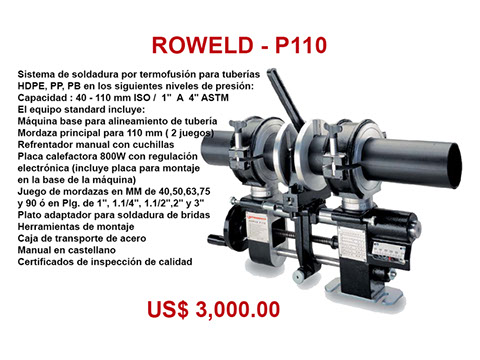 ROWELD - P110
Sistema de soldadura por termofusión para tuberías
HDPE, PP, PB en los siguientes niveles de presión:
Capacidad : 40 - 110 mm ISO / 1" A 4" ASTM
El equipo standard incluye:
Máquina base para alineamiento de tubería
Mordaza principal para 110 mm ( 2 juegos)
Refrentador manual con cuchillas
Placa calefactora 800W con regulación
electrónica (incluye placa para montaje
en la base de la máquina)
Juego de mordazas en MM de 40,50,63,75
y 90 ó en Plg. de 1", 1.1/4", 1.1/2",2" y 3"
Plato adaptador para soldadura de bridas
Herramientas de montaje
Caja de transporte de acero
Manual en castellano
Certificados de inspección de calidad
US$ 3,000.00